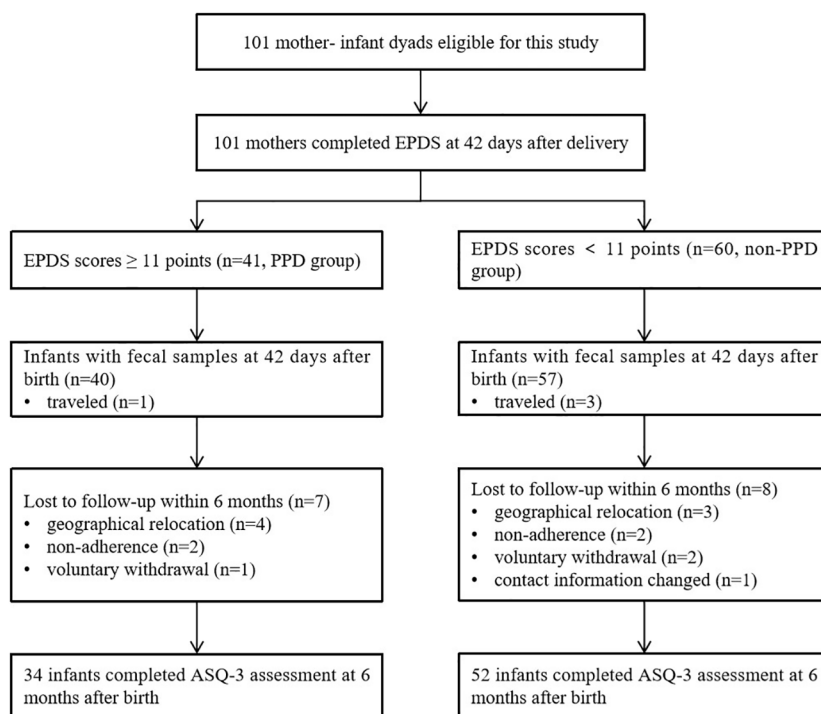 101 mother- infant dyads eligible for this study
101 mothers completed EPDS at 42 days after delivery
EPDS scores ≥ 11 points (n=41, PPD group)
EPDS scores < 11 points (n=60, non-PPD
group)
Infants with fecal samples at 42 days after
birth (n=40)
• traveled (n=1)
Infants with fecal samples at 42 days after
birth (n=57)
• traveled (n=3)
Lost to follow-up within 6 months (n=7)
• geographical relocation (n=4)
• non-adherence (n=2)
• voluntary withdrawal (n=1)
Lost to follow-up within 6 months (n=8)
• geographical relocation (n=3)
• non-adherence (n=2)
• voluntary withdrawal (n=2)
• contact information changed (n=1)
34 infants completed ASQ-3 assessment at 6
months after birth
52 infants completed ASQ-3 assessment at 6
months after birth